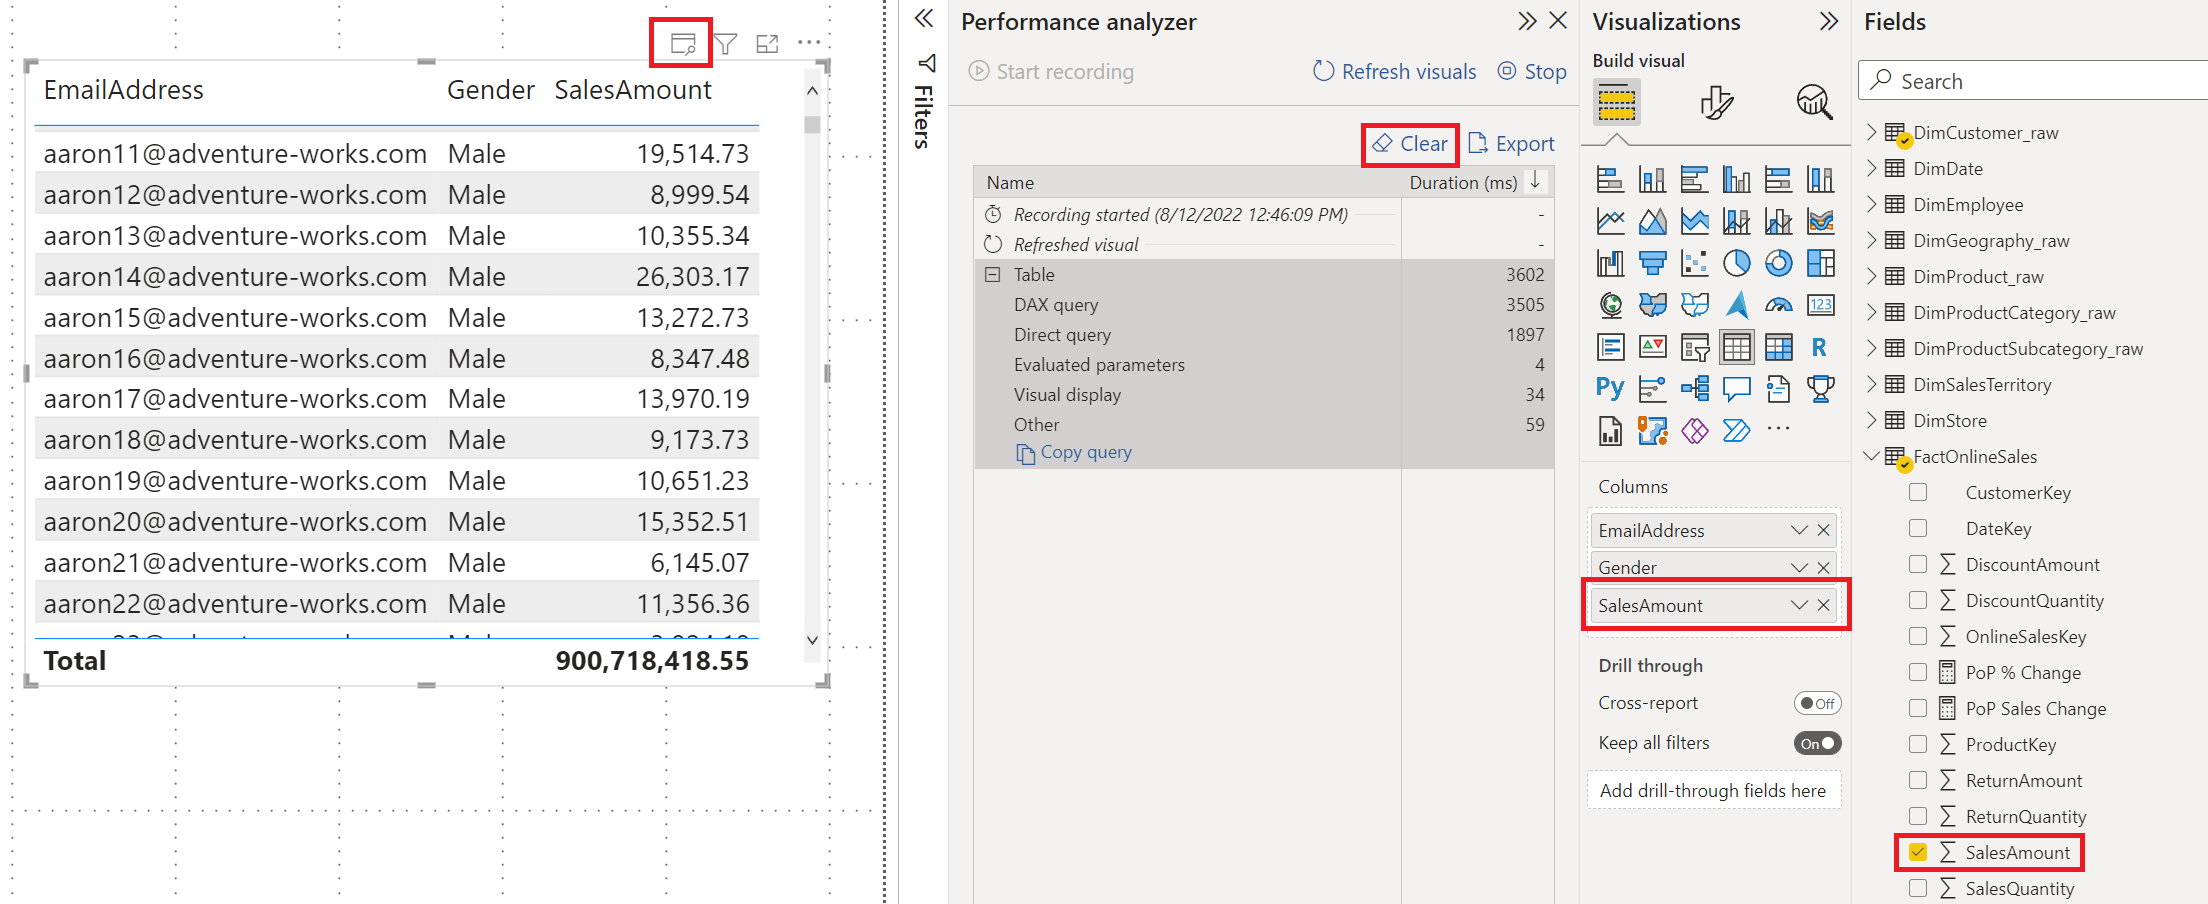 EmailAddress Gender SalesAmount
aaron11@adventure-works.com Male 19,514.73
aaron12@adventure-works.com Male 8,999.54
aaron13@adventure-works.com Male 10,355.34
aaron14@adventure-works.com Male 26,303.17
aaron15@adventure-works.com Male 13,272.73
aaron16@adventure-works.com Male 8,347.48
aaron17@adventure-works.com Male 13,970.19
aaron18@adventure-works.com Male 9,173.73
aaron19@adventure-works.com Male 10,651.23
aaron20@adventure-works.com Male 15,352.51
aaron21@adventure-works.com Male 6,145.07
aaron22@adventure-works.com Male 11,356.36
Total 900,718,418.55
Filters
Performance analyzer
Start recording Refresh visuals Stop
Clear Export
Name Duration (ms)
Recording started (8/12/2022 12:46:09 PM) -
Refreshed visual -
Table 3602
DAX query 3505
Direct query 1897
Evaluated parameters 4
Visual display 34
Other 59
Copy query
Visualizations
Build visual
123
R
Py
Columns
EmailAddress
Gender
SalesAmount
Drill through
Cross-report Off
Keep all filters On
Add drill-through fields here
Fields
Search
DimCustomer_raw
DimDate
DimEmployee
DimGeography_raw
DimProduct_raw
DimProductCategory_raw
DimProductSubcategory_raw
DimSalesTerritory
DimStore
FactOnlineSales
CustomerKey
DateKey
DiscountAmount
DiscountQuantity
OnlineSalesKey
PoP % Change
PoP Sales Change
ProductKey
ReturnAmount
ReturnQuantity
SalesAmount
SalesQuantity